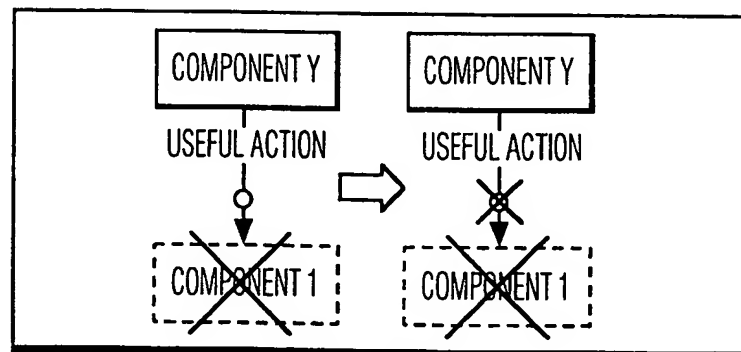 COMPONENT Y
USEFUL ACTION
COMPONENT 1
COMPONENT Y
USEFUL ACTION
COMPONENT 1